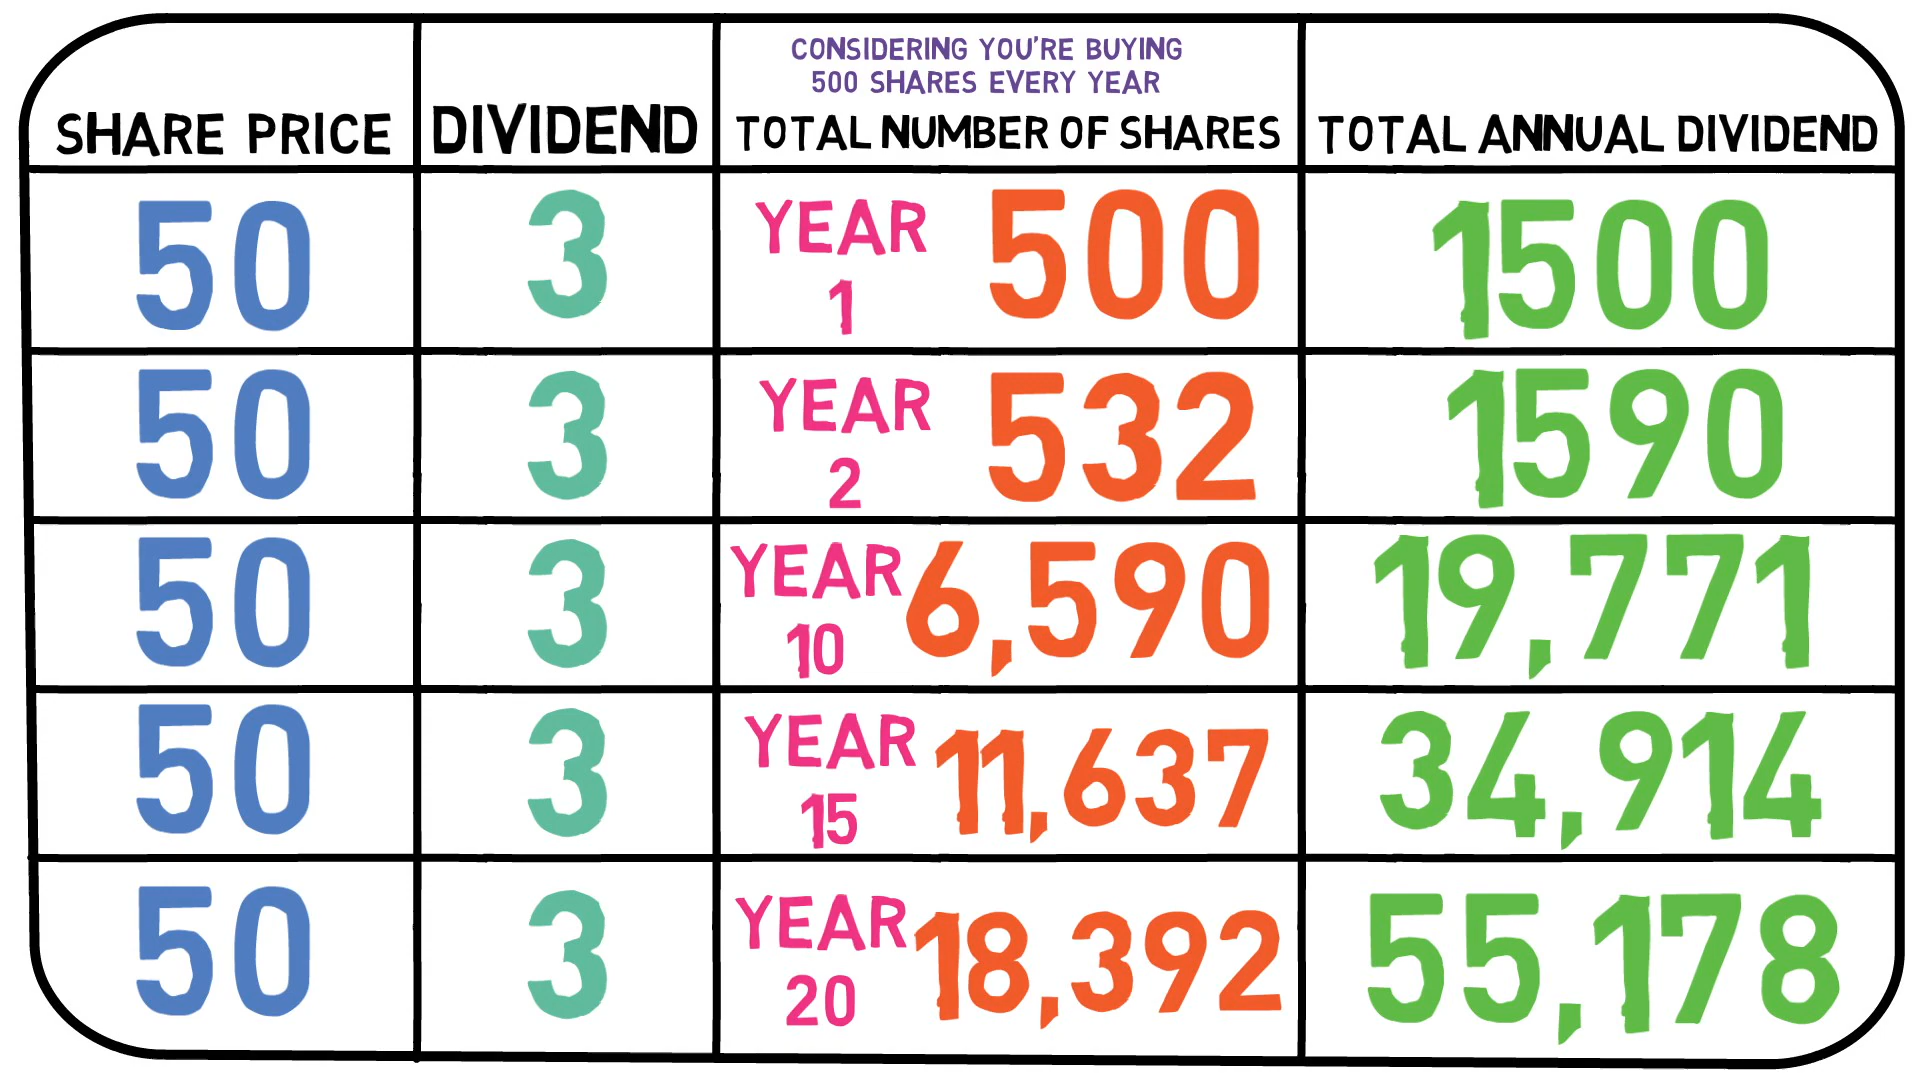 CONSIDERING YOU'RE BUYING
500 SHARES EVERY YEAR
SHARE PRICE DIVIDEND TOTAL NUMBER OF SHARES TOTAL ANNUAL DIVIDEND
50 3 YEAR 1 500 1500
50 3 YEAR 2 532 1590
50 3 YEAR 10 6,590 19,771
50 3 YEAR 15 11,637 34,914
50 3 YEAR 20 18,392 55,178